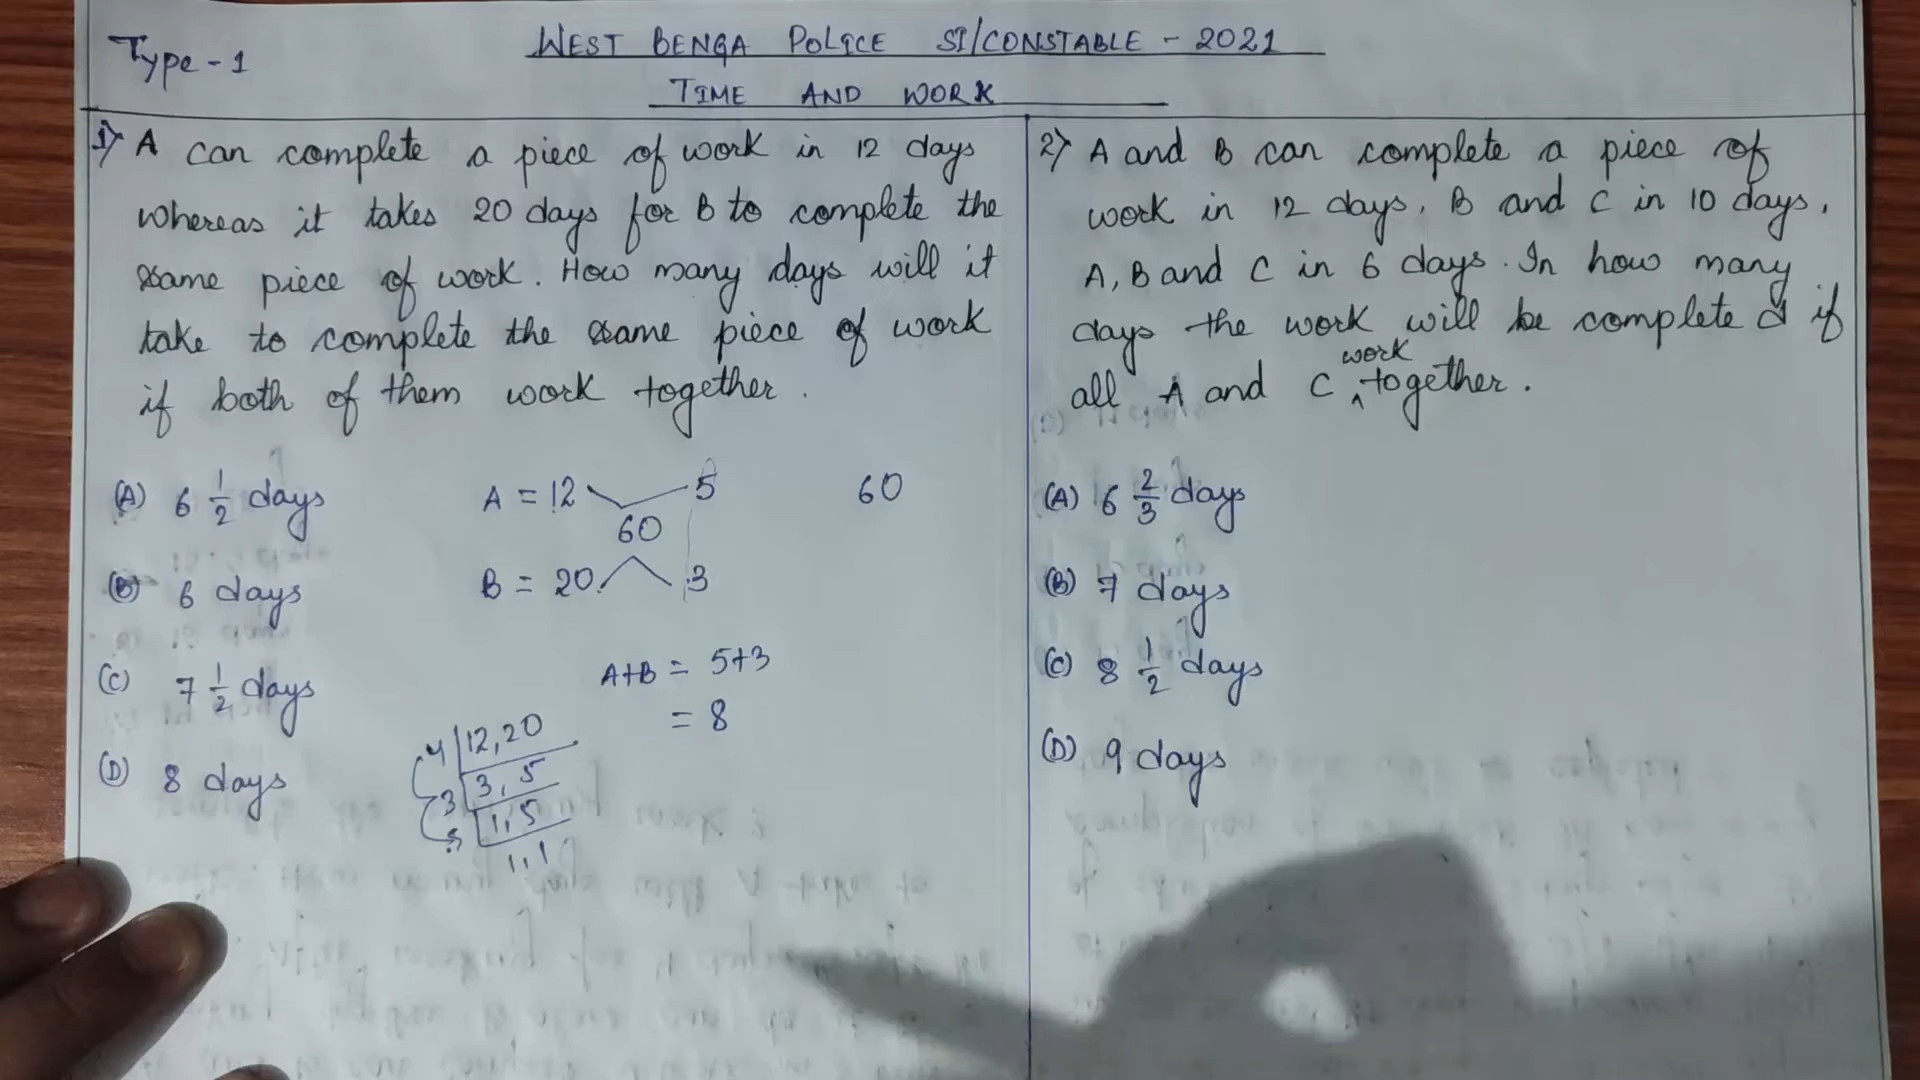 Type-1
WEST BENGA POLICE SI/CONSTABLE - 2021
TIME AND WORK
1) A can complete a piece of work in 12 days
whereas it takes 20 days for B to complete the
same piece of work. How many days will it
take to complete the same piece of work
if both of them work together.
(A) 6 1/2 days
(B) 6 days
(C) 7 1/2 days
(D) 8 days
A = 12 5
60
B = 20 3
60
A+B = 5+3
= 8
4 12, 20
3 3, 5
5 1, 5
1, 1
2) A and B can complete a piece of
work in 12 days, B and C in 10 days,
A, B and C in 6 days. In how many
days the work will be completed if
work
all A and C ^ together.
(A) 6 2/3 days
(B) 7 days
(C) 8 1/2 days
(D) 9 days